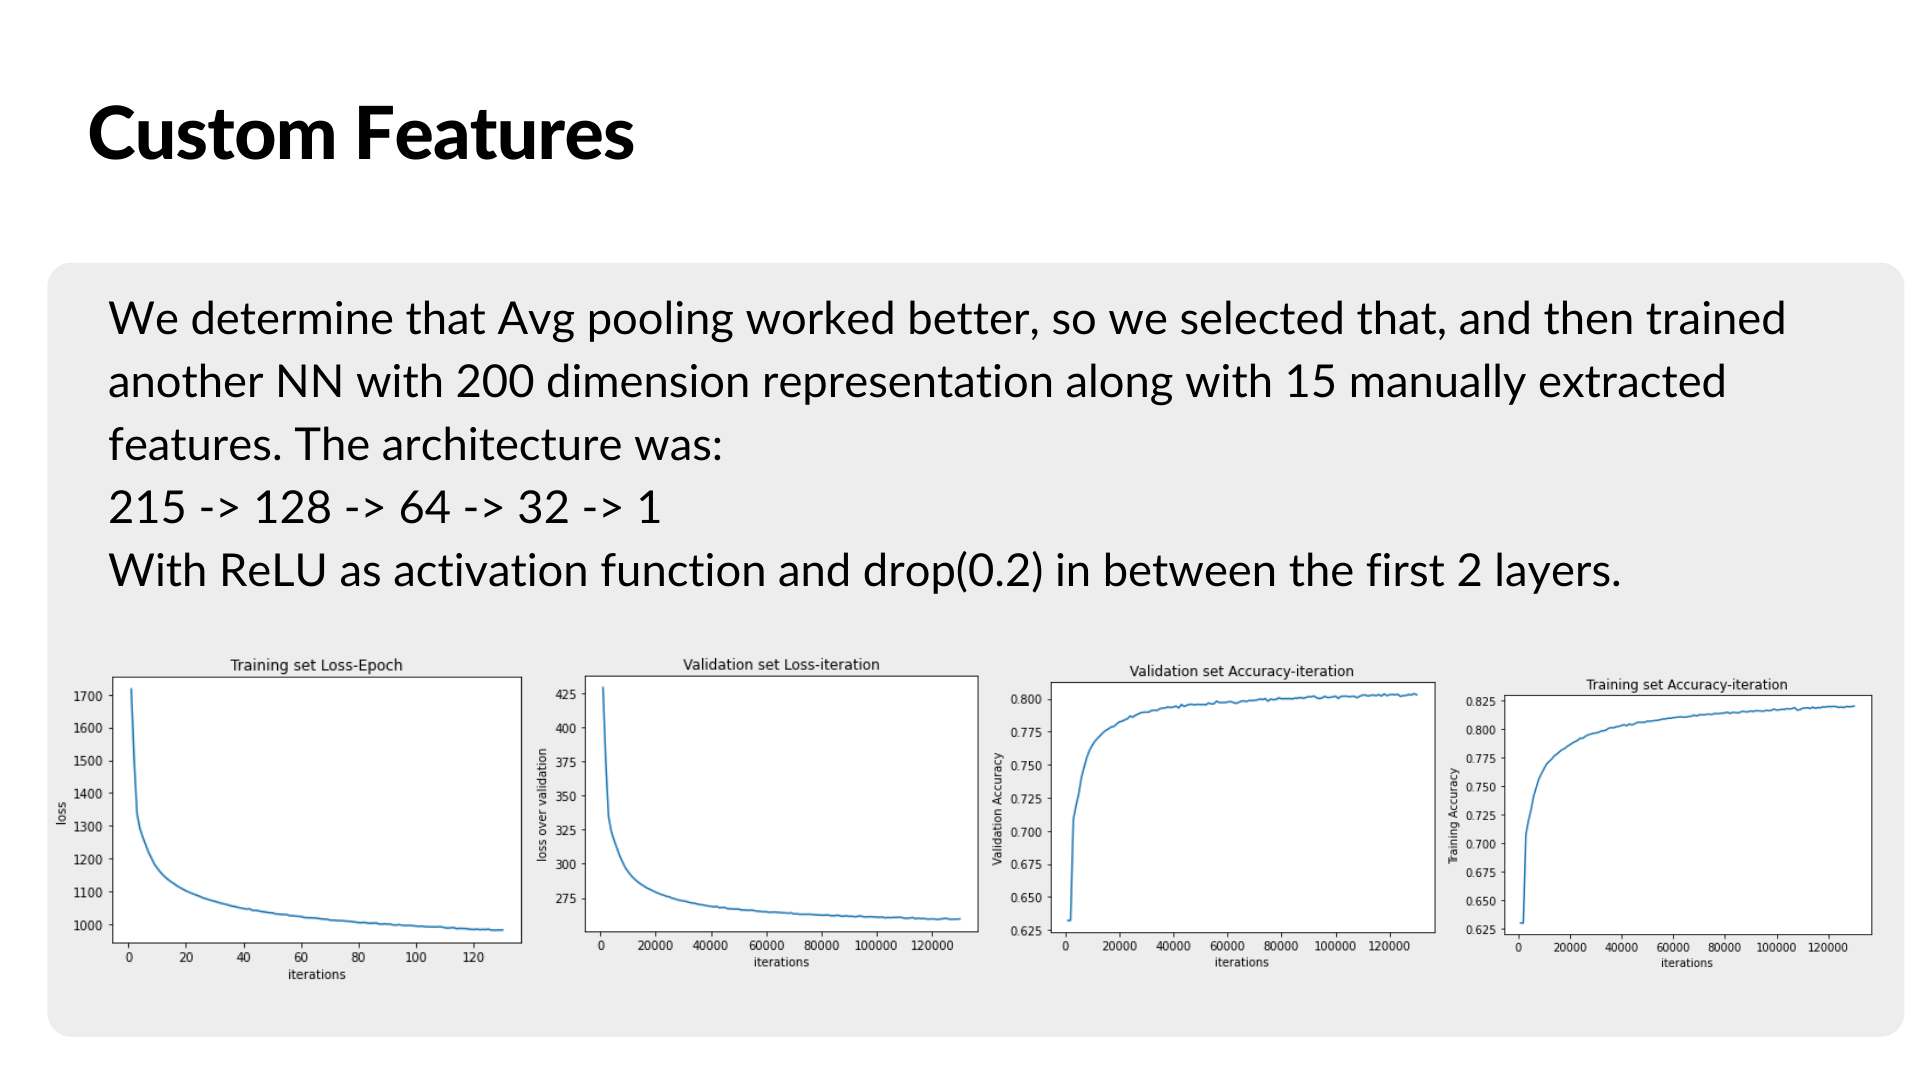 Custom Features
We determine that Avg pooling worked better, so we selected that, and then trained
another NN with 200 dimension representation along with 15 manually extracted
features. The architecture was:
215 -> 128 -> 64 -> 32 -> 1
With ReLU as activation function and drop(0.2) in between the first 2 layers.
Training set Loss-Epoch
loss
1700
1600
1500
1400
1300
1200
1100
1000
0 20 40 60 80 100 120
iterations
Validation set Loss-iteration
loss over validation
425
400
375
350
325
300
275
0 20000 40000 60000 80000 100000 120000
iterations
Validation set Accuracy-iteration
Validation Accuracy
0.800
0.775
0.750
0.725
0.700
0.675
0.650
0.625
0 20000 40000 60000 80000 100000 120000
iterations
Training set Accuracy-iteration
Training Accuracy
0.825
0.800
0.775
0.750
0.725
0.700
0.675
0.650
0.625
0 20000 40000 60000 80000 100000 120000
iterations